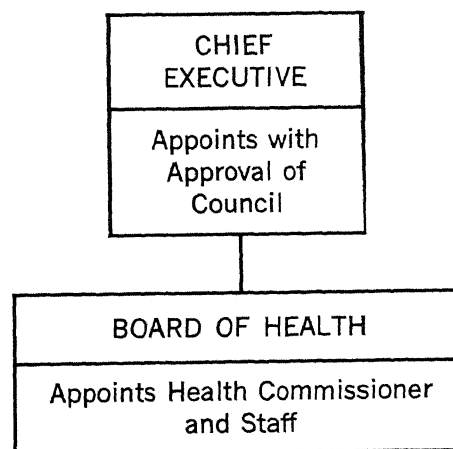 CHIEF
EXECUTIVE
Appoints with
Approval of
Council
BOARD OF HEALTH
Appoints Health Commissioner
and Staff